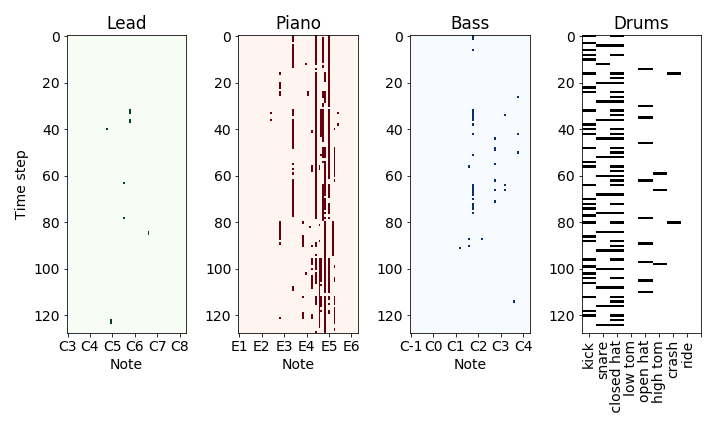 Lead
Piano
Bass
Drums
Time step
0
20
40
60
80
100
120
C3 C4 C5 C6 C7 C8
Note
0
20
40
60
80
100
120
E1 E2 E3 E4 E5 E6
Note
0
20
40
60
80
100
120
C-1 C0 C1 C2 C3 C4
Note
0
20
40
60
80
100
120
kick
snare
closed hat
low tom
open hat
high tom
crash
ride